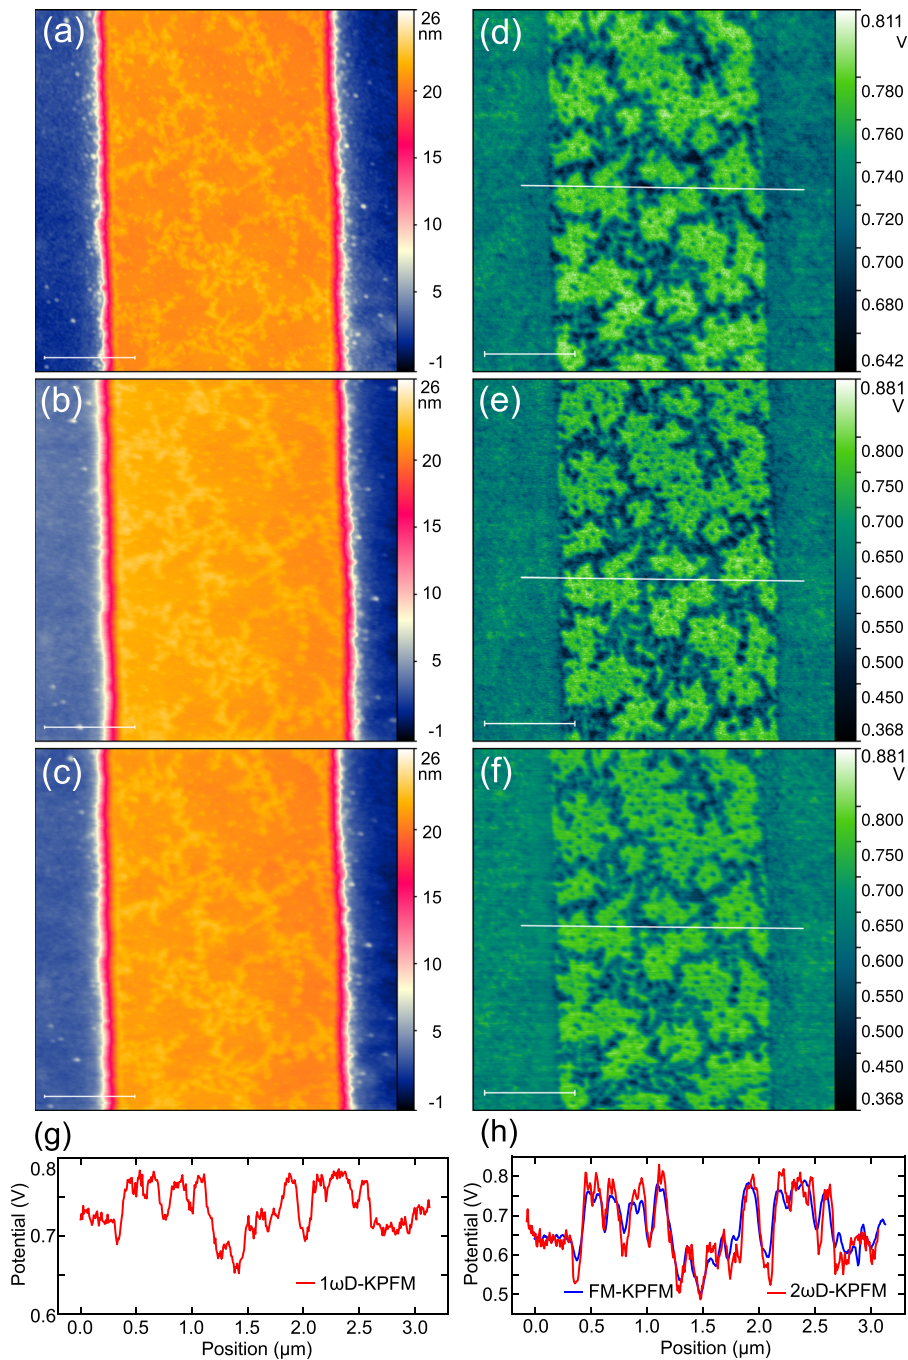 (a)
26
nm
20
15
10
5
-1
(d)
0.811
V
0.780
0.760
0.740
0.720
0.700
0.680
0.642
(b)
26
nm
20
15
10
5
-1
(e)
0.881
V
0.800
0.700
0.650
0.600
0.550
0.500
0.450
0.368
(c)
26
nm
20
15
10
5
-1
(f)
0.881
V
0.800
0.750
0.700
0.650
0.600
0.550
0.500
0.450
0.368
(g)
0.8
0.7
0.6
Potential (V)
1ωD-KPFM
0.0 0.5 1.0 1.5 2.0 2.5 3.0
Position (µm)
(h)
0.8
0.7
0.6
0.5
Potential (V)
FM-KPFM
2ωD-KPFM
0.0 0.5 1.0 1.5 2.0 2.5 3.0
Position (µm)